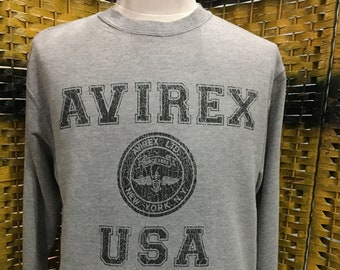 AVIREX
AVIREX LTD.
NEW YORK, N.Y.
USA